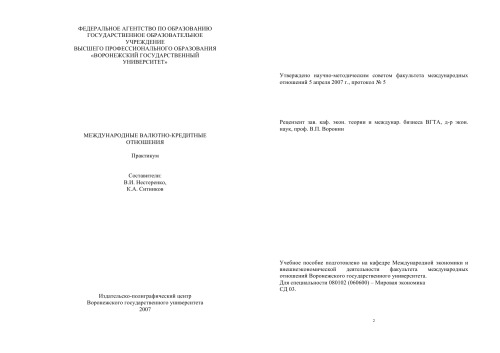 ФЕДЕРАЛЬНОЕ АГЕНТСТВО ПО ОБРАЗОВАНИЮ
ГОСУДАРСТВЕННОЕ ОБРАЗОВАТЕЛЬНОЕ
УЧРЕЖДЕНИЕ
ВЫСШЕГО ПРОФЕССИОНАЛЬНОГО ОБРАЗОВАНИЯ
«ВОРОНЕЖСКИЙ ГОСУДАРСТВЕННЫЙ
УНИВЕРСИТЕТ»
МЕЖДУНАРОДНЫЕ ВАЛЮТНО-КРЕДИТНЫЕ
ОТНОШЕНИЯ
Практикум
Составители:
В.И. Нестеренко,
К.А. Ситников
Издательско-полиграфический центр
Воронежского государственного университета
2007
Утверждено научно-методическим советом факультета международных
отношений 5 апреля 2007 г., протокол № 5
Рецензент зав. каф. экон. теории и междунар. бизнеса ВГТА, д-р экон.
наук, проф. В.П. Воронин
Учебное пособие подготовлено на кафедре Международной экономики и
внешнеэкономической деятельности факультета международных
отношений Воронежского государственного университета.
Для специальности 080102 (060600) – Мировая экономика
СД 03.
2